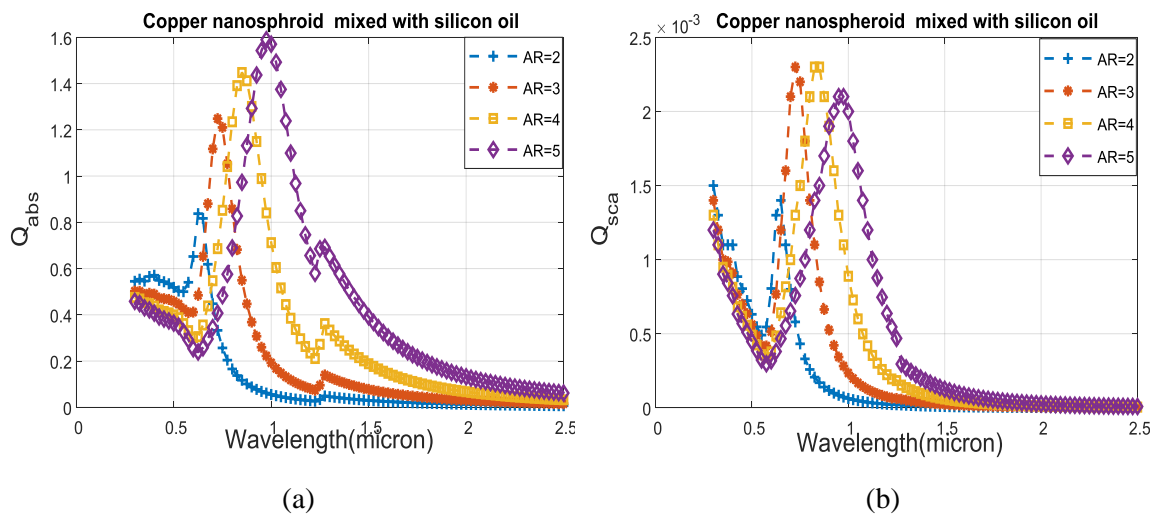 Copper nanosphroid mixed with silicon oil
1.6
1.4
1.2
1
0.8
0.6
0.4
0.2
0
Q_abs
0
0.5
1.0
1.5
2.0
2.5
Wavelength(micron)
AR=2
AR=3
AR=4
AR=5
(a)
Copper nanospheroid mixed with silicon oil
× 10⁻³
2.5
2
1.5
1
0.5
0
Q_sca
0
0.5
1
1.5
2
2.5
Wavelength(micron)
AR=2
AR=3
AR=4
AR=5
(b)